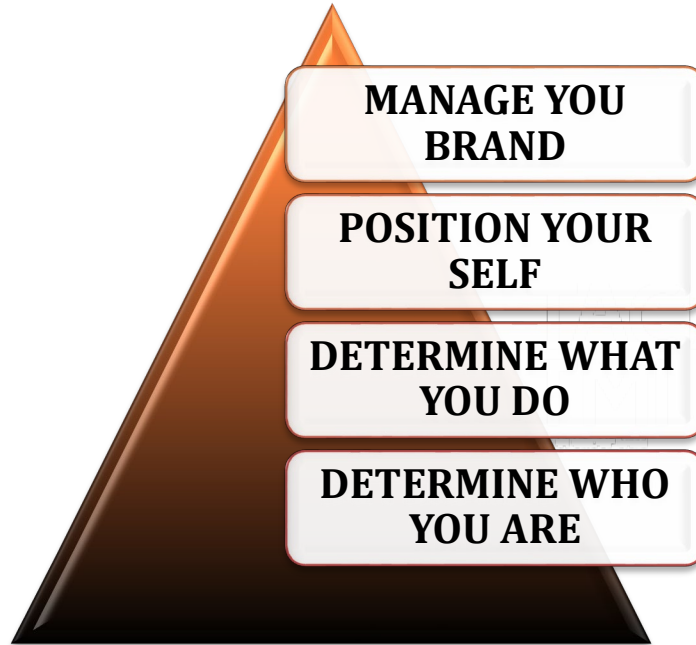 MANAGE YOU
BRAND
POSITION YOUR
SELF
DETERMINE WHAT
YOU DO
DETERMINE WHO
YOU ARE